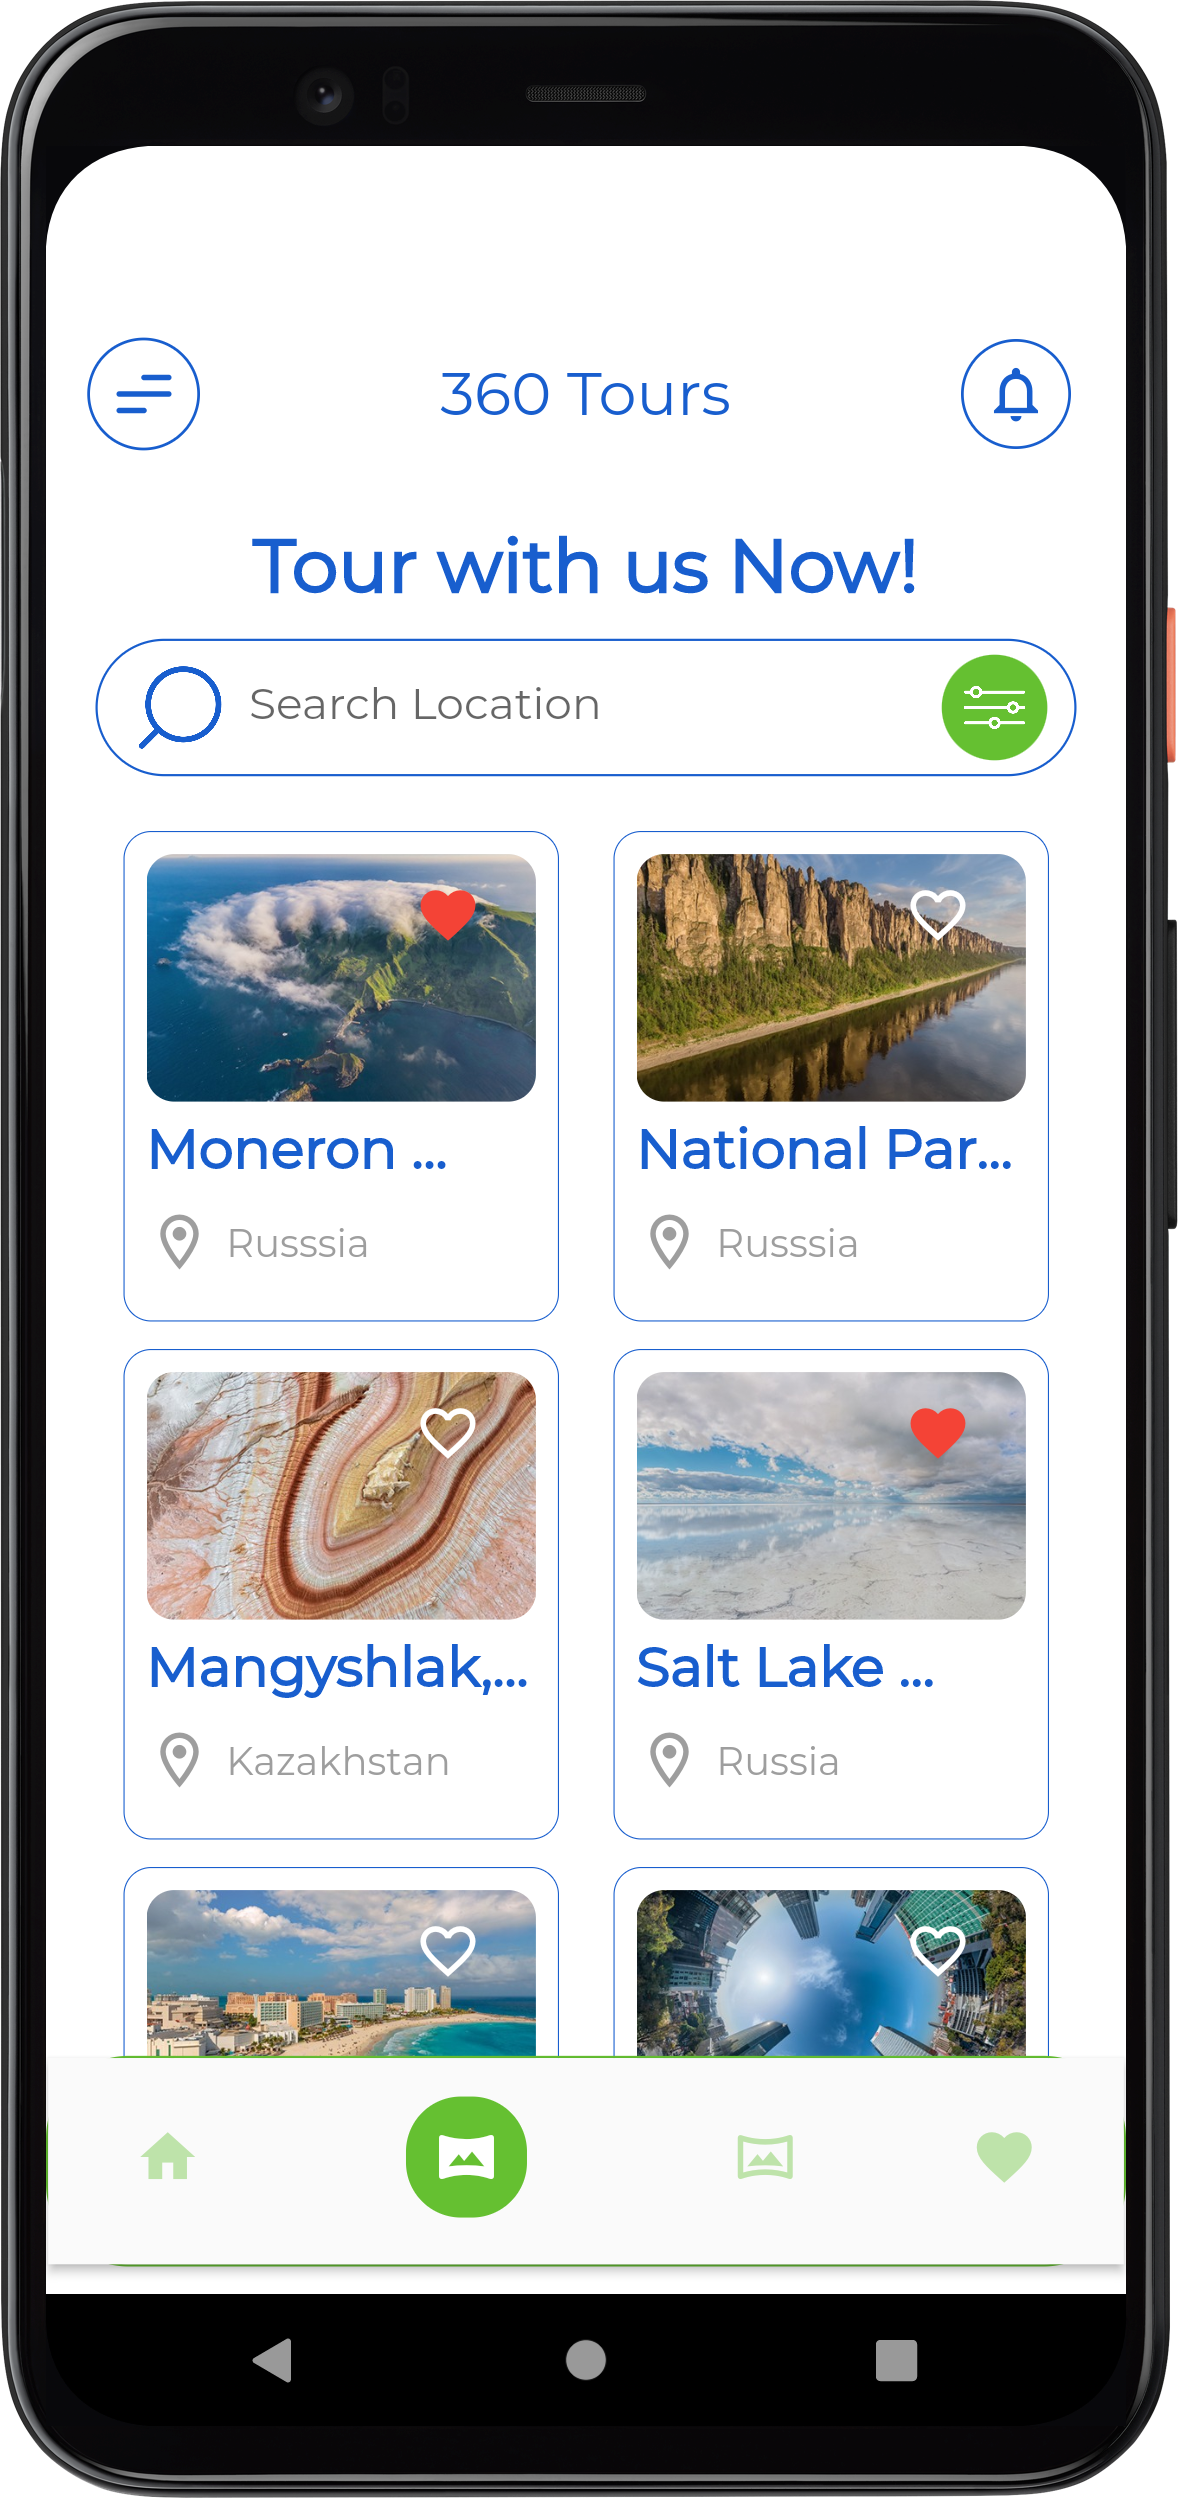 360 Tours
Tour with us Now!
Search Location
Moneron ...
National Par...
Russsia
Russsia
Mangyshlak,...
Salt Lake ...
Kazakhstan
Russia